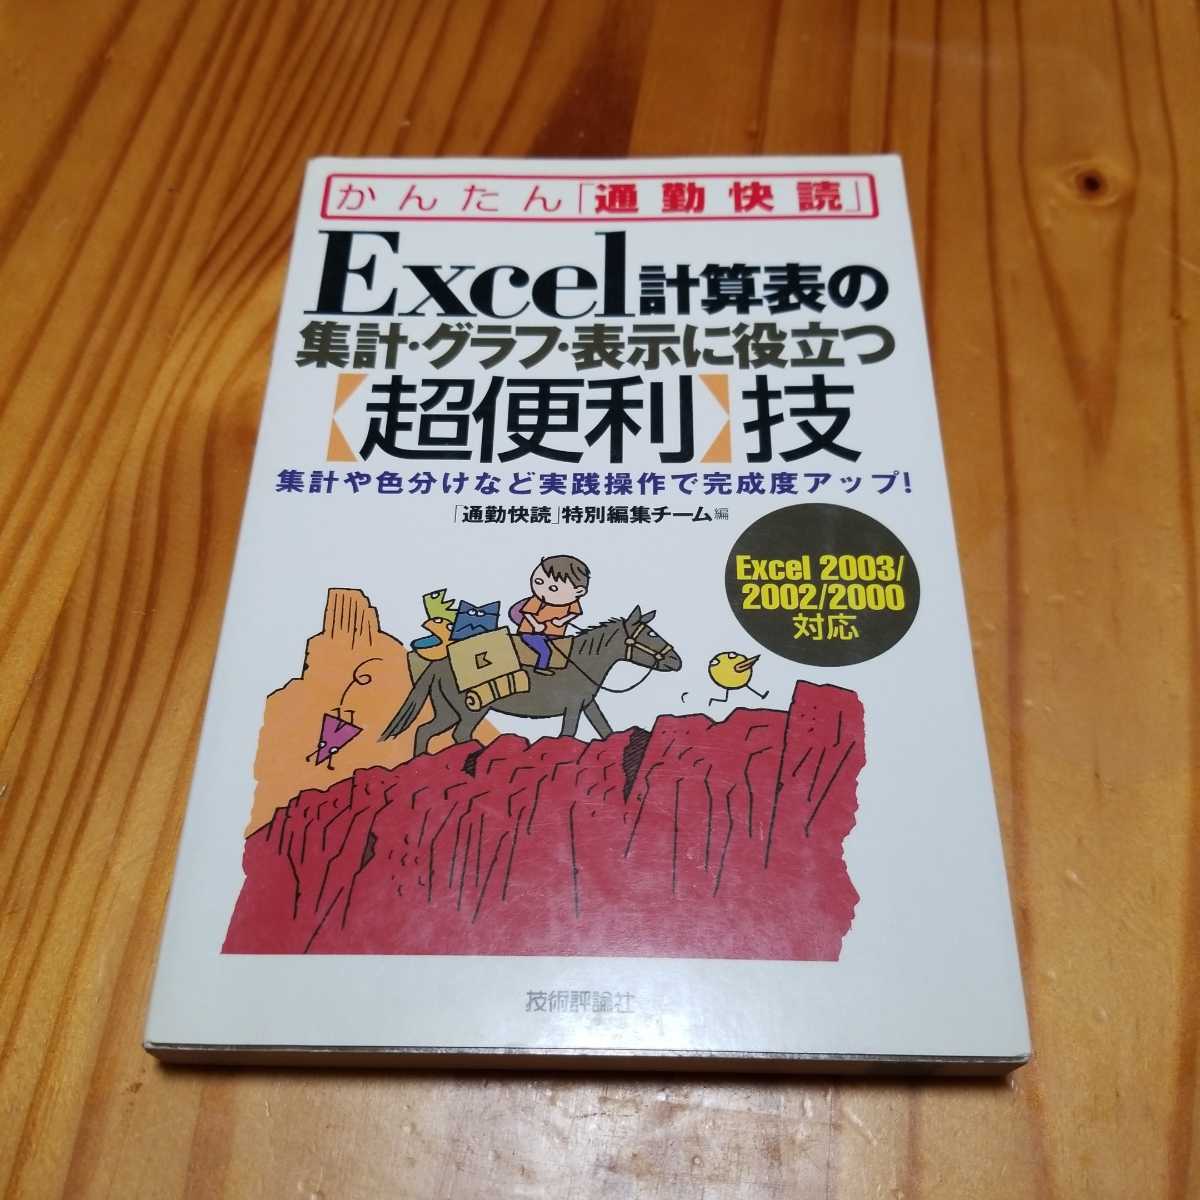 かんたん「通勤快読」
Excel計算表の
集計・グラフ・表示に役立つ
【超便利】技
集計や色分けなど実践操作で完成度アップ!
「通勤快読」特別編集チーム編
Excel 2003/
2002/2000
対応
技術評論社